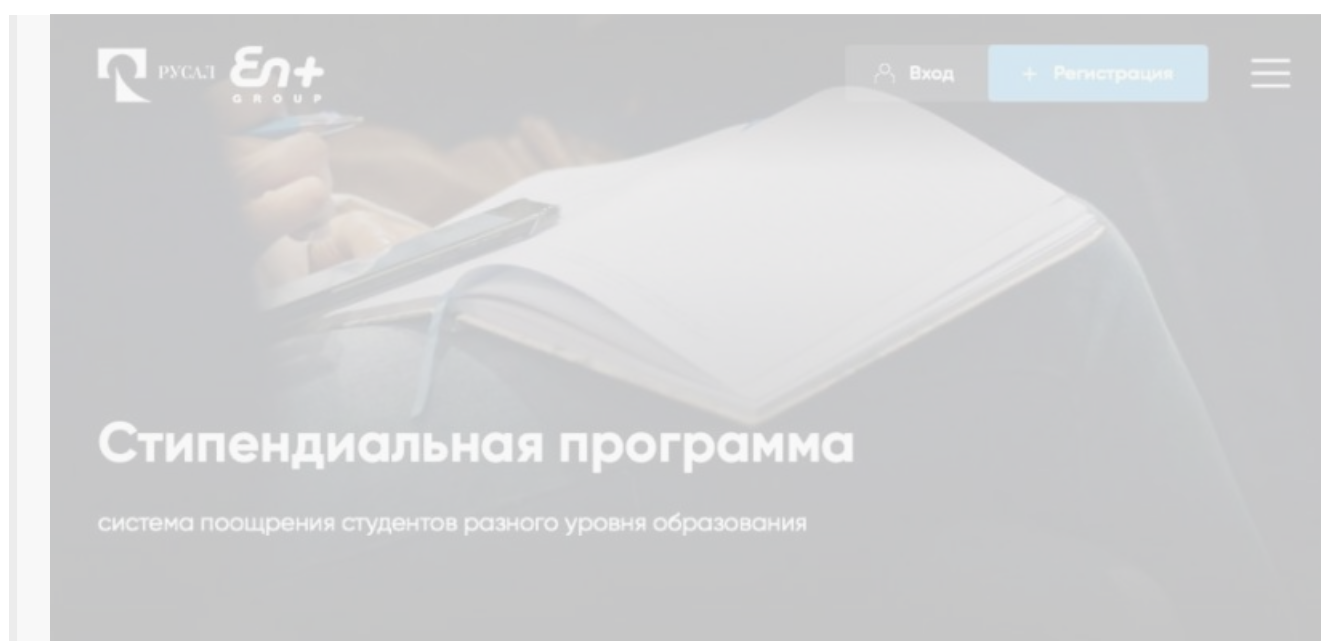 РУСАЛ
En+
GROUP
Вход
+ Регистрация
Стипендиальная программа
система поощрения студентов разного уровня образования